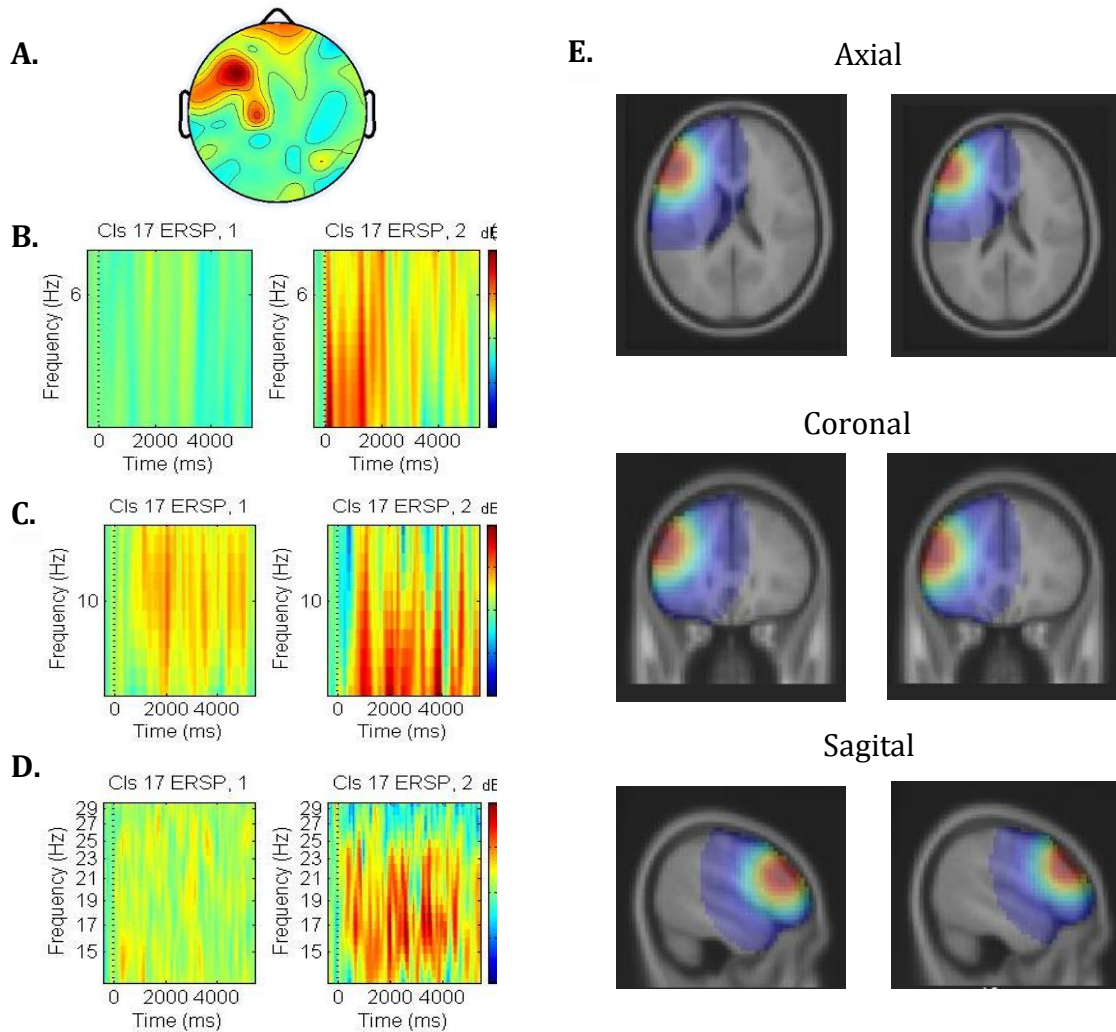 A.
B.
Cls 17 ERSP, 1
Cls 17 ERSP, 2
6
Frequency (Hz)
0 2000 4000
Time (ms)
6
Frequency (Hz)
0 2000 4000
Time (ms)
C.
Cls 17 ERSP, 1
Cls 17 ERSP, 2
10
Frequency (Hz)
0 2000 4000
Time (ms)
10
Frequency (Hz)
0 2000 4000
Time (ms)
D.
Cls 17 ERSP, 1
Cls 17 ERSP, 2
29
27
25
23
21
19
17
15
Frequency (Hz)
0 2000 4000
Time (ms)
29
27
25
23
21
19
17
15
Frequency (Hz)
0 2000 4000
Time (ms)
E.
Axial
Coronal
Sagital